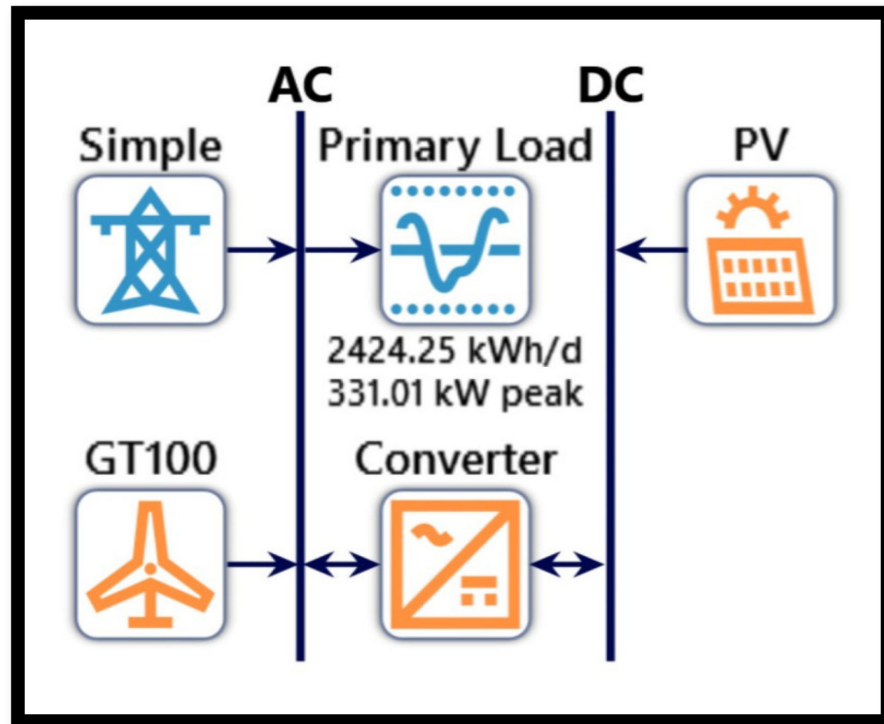 AC
DC
Simple
Primary Load
PV
2424.25 kWh/d
331.01 kW peak
GT100
Converter